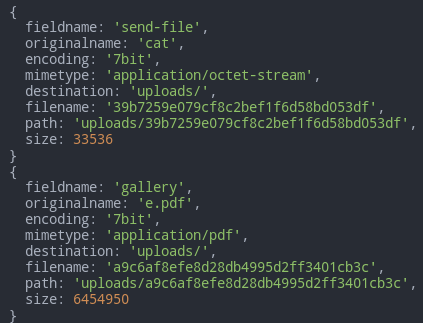 {
fieldname: 'send-file',
originalname: 'cat',
encoding: '7bit',
mimetype: 'application/octet-stream',
destination: 'uploads/',
filename: '39b7259e079cf8c2bef1f6d58bd053df',
path: 'uploads/39b7259e079cf8c2bef1f6d58bd053df',
size: 33536
}
{
fieldname: 'gallery',
originalname: 'e.pdf',
encoding: '7bit',
mimetype: 'application/pdf',
destination: 'uploads/',
filename: 'a9c6af8efe8d28db4995d2ff3401cb3c',
path: 'uploads/a9c6af8efe8d28db4995d2ff3401cb3c',
size: 6454950
}